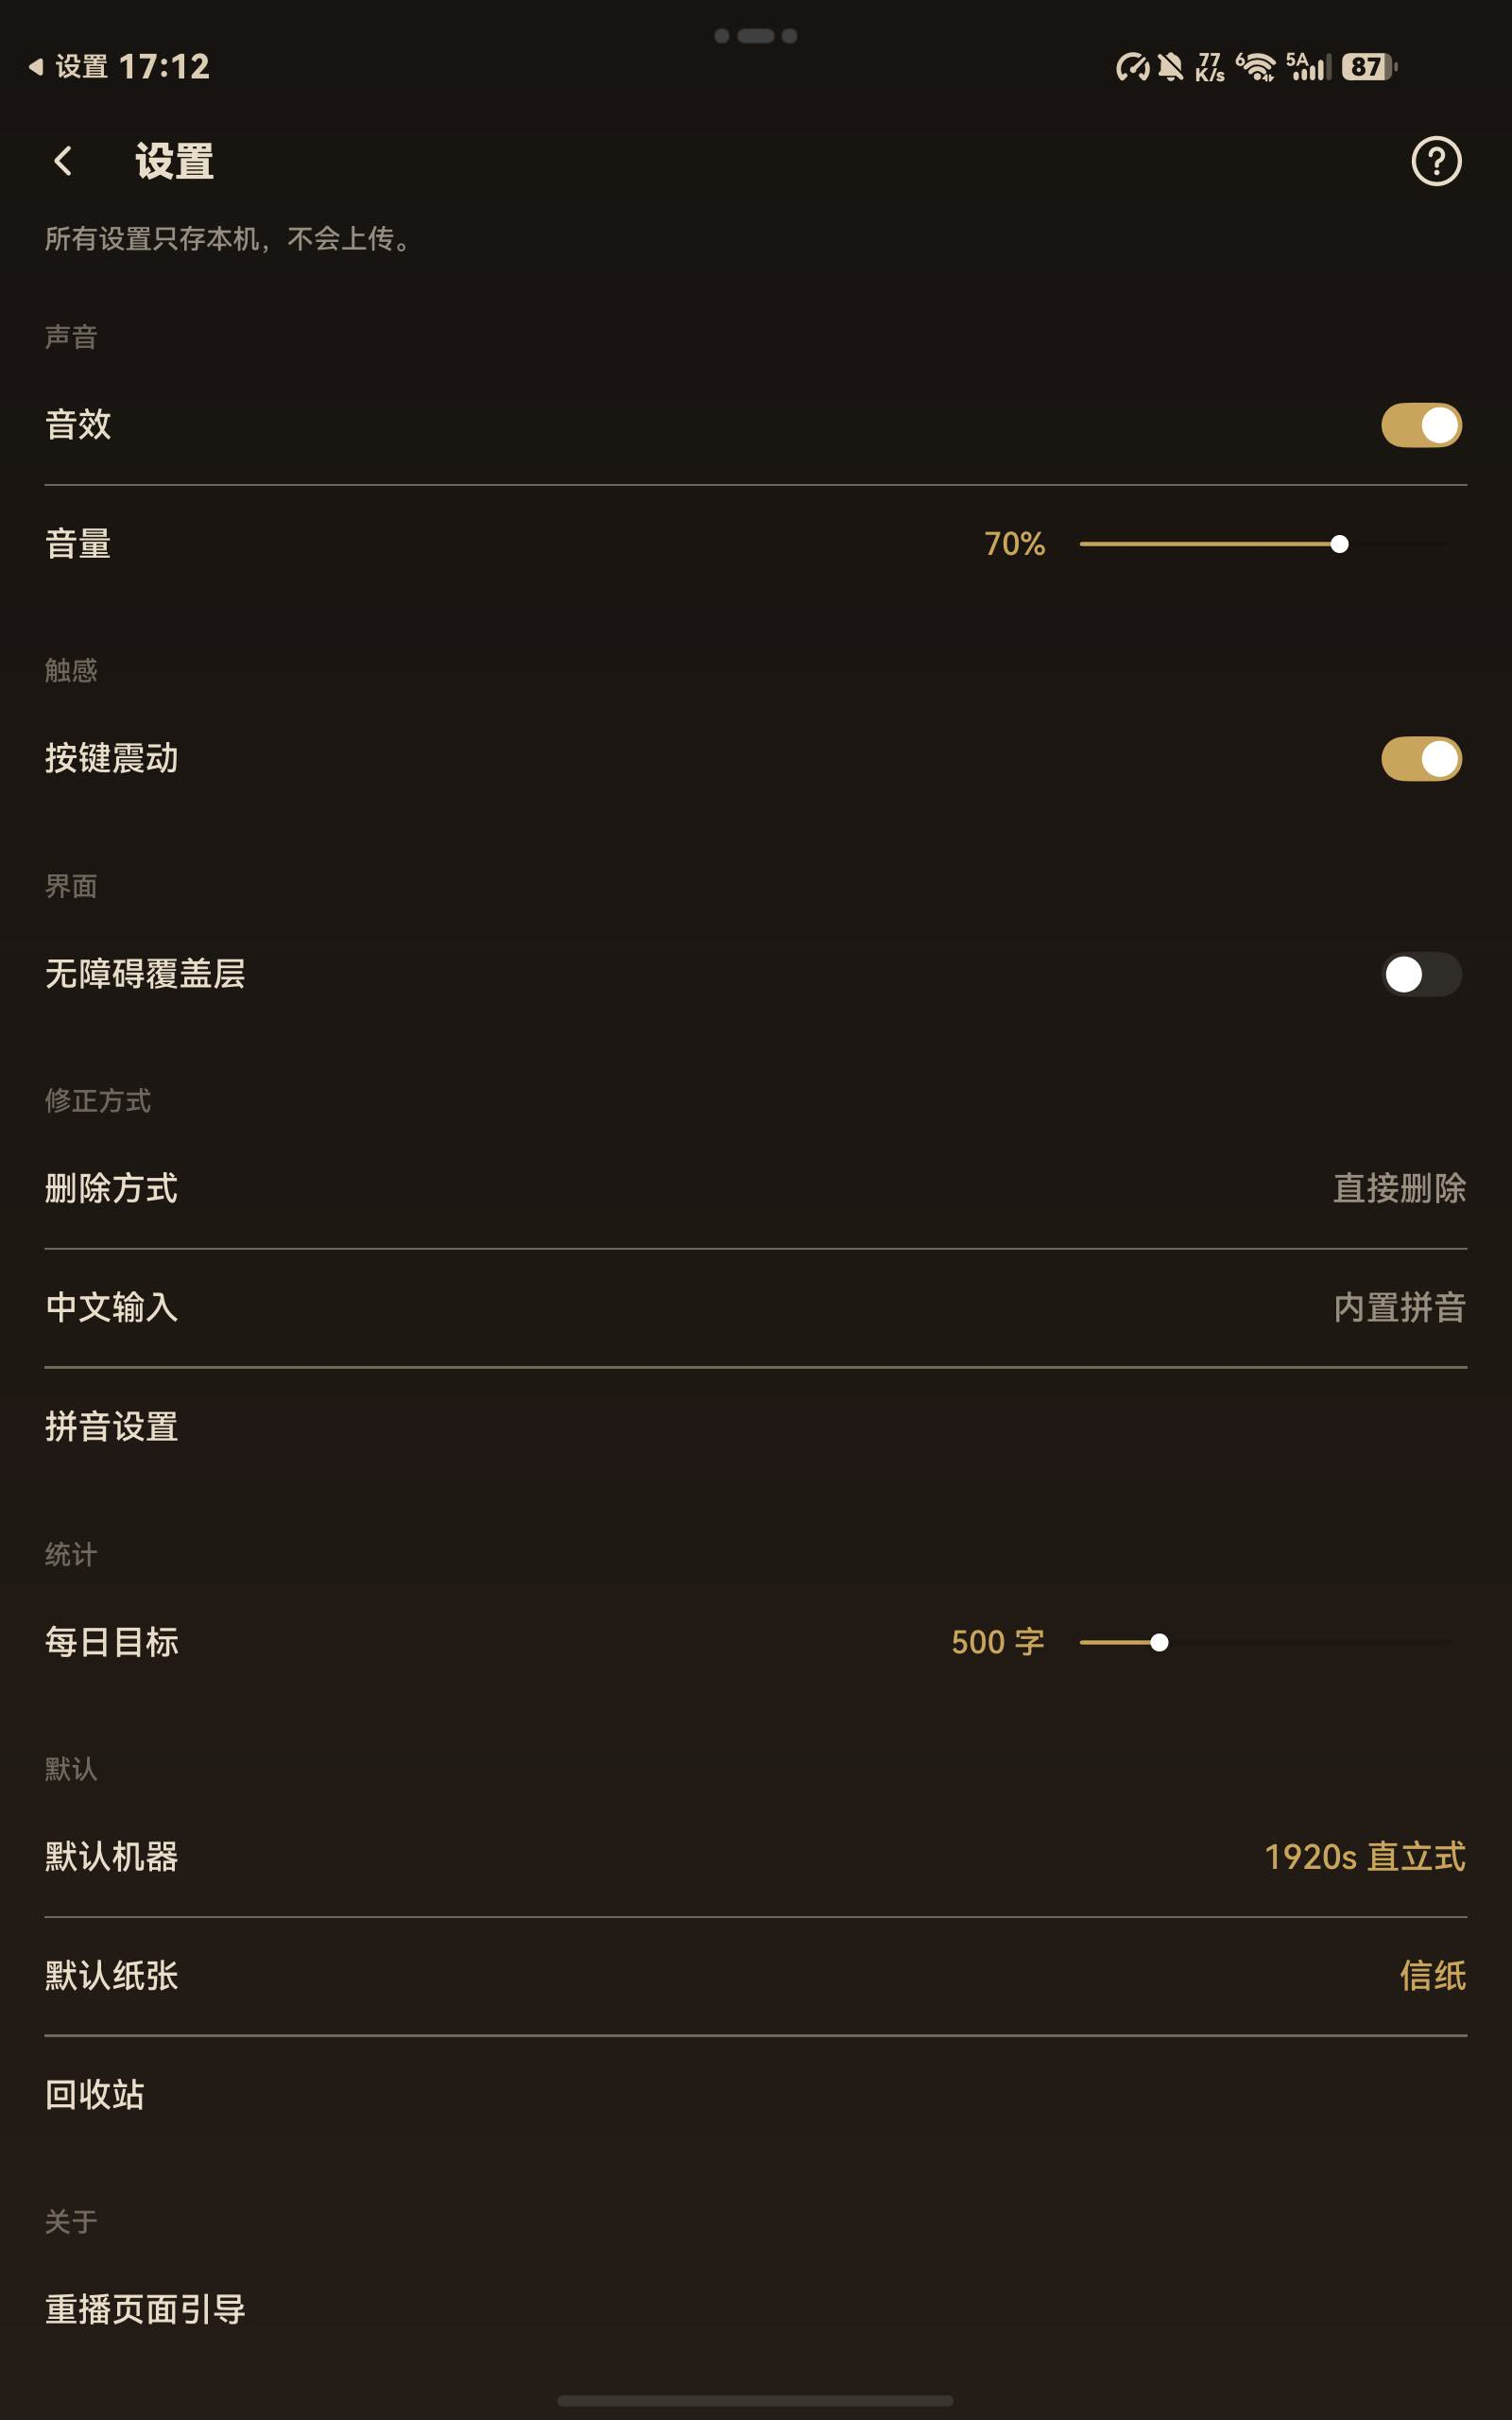 设置 17:12 77 K/s 6 5A 87
设置
所有设置只存本机，不会上传。
声音
音效
音量 70%
触感
按键震动
界面
无障碍覆盖层
修正方式
删除方式 直接删除
中文输入 内置拼音
拼音设置
统计
每日目标 500 字
默认
默认机器 1920s 直立式
默认纸张 信纸
回收站
关于
重播页面引导